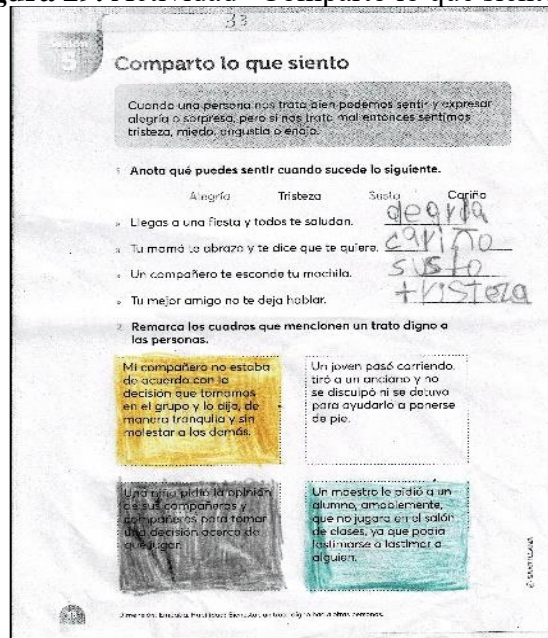 33
5
Comparto lo que siento
Cuando una persona nos trata bien podemos sentir y expresar
alegría o sorpresa, pero si nos trata mal entonces sentimos
tristeza, miedo, angustia o enojo.
Anota qué puedes sentir cuando sucede lo siguiente.
Alegría Tristeza Susto Cariño
Llegas a una fiesta y todos te saludan. alegria
Tu mamá te abraza y te dice que te quiere. cariño
Un compañero te esconde tu mochila. susto
Tu mejor amigo no te deja hablar. tristeza
2. Remarca los cuadros que mencionen un trato digno a
las personas.
Mi compañero no estaba
de acuerdo con la
decisión que tomamos
en el grupo y lo dijo, de
manera tranquila y sin
molestar a los demás.
Un joven pasó corriendo,
tiró a un anciano y no
se disculpó ni se detuvo
para ayudarlo a ponerse
de pie.
Una niña pidió la opinión
de sus compañeras y
compañeros para tomar
una decisión acerca de
qué jugar.
Un maestro le pidió a un
alumno, amablemente,
que no jugara en el salón
de clases, ya que podía
lastimarse o lastimar a
alguien.
© SANTILLANA